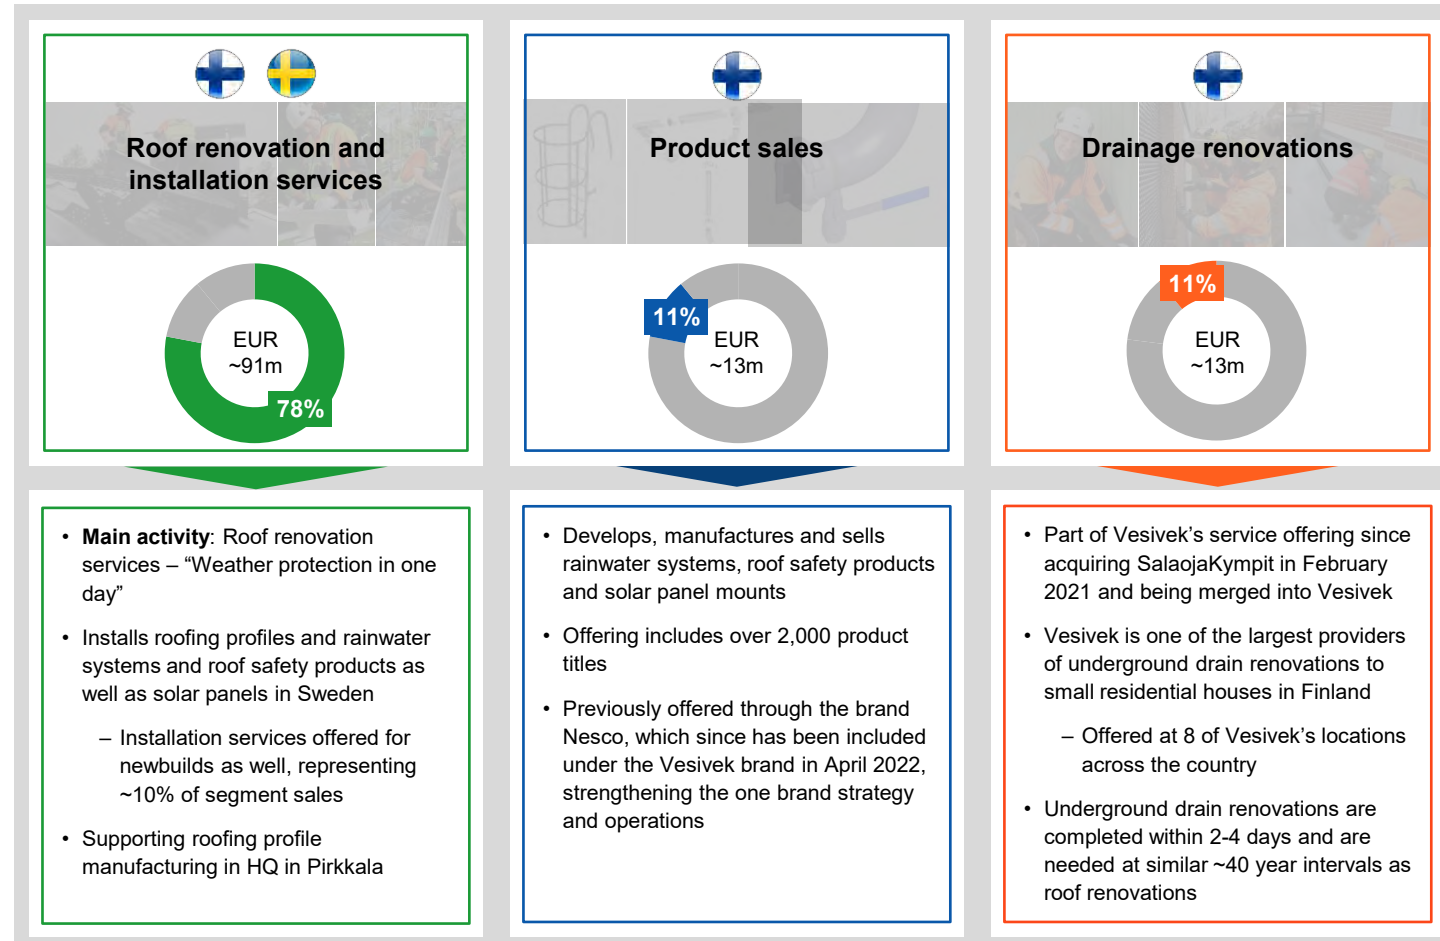 Roof renovation and
installation services
EUR
~91m
78%
Product sales
11%
EUR
~13m
Drainage renovations
11%
EUR
~13m
• Main activity: Roof renovation
services – “Weather protection in one
day”
• Installs roofing profiles and rainwater
systems and roof safety products as
well as solar panels in Sweden
– Installation services offered for
newbuilds as well, representing
~10% of segment sales
• Supporting roofing profile
manufacturing in HQ in Pirkkala
• Develops, manufactures and sells
rainwater systems, roof safety products
and solar panel mounts
• Offering includes over 2,000 product
titles
• Previously offered through the brand
Nesco, which since has been included
under the Vesivek brand in April 2022,
strengthening the one brand strategy
and operations
• Part of Vesivek’s service offering since
acquiring SalaojaKympit in February
2021 and being merged into Vesivek
• Vesivek is one of the largest providers
of underground drain renovations to
small residential houses in Finland
– Offered at 8 of Vesivek’s locations
across the country
• Underground drain renovations are
completed within 2-4 days and are
needed at similar ~40 year intervals as
roof renovations